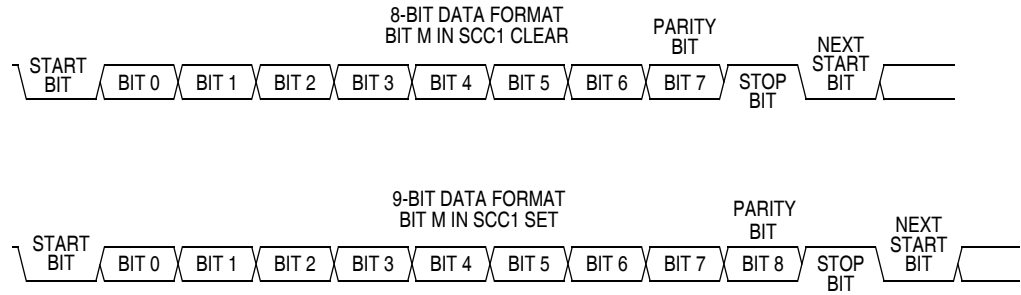 8-BIT DATA FORMAT
BIT M IN SCC1 CLEAR
PARITY
BIT
NEXT
START
BIT
START
BIT
BIT 0
BIT 1
BIT 2
BIT 3
BIT 4
BIT 5
BIT 6
BIT 7
STOP
BIT
9-BIT DATA FORMAT
BIT M IN SCC1 SET
PARITY
BIT
NEXT
START
BIT
START
BIT
BIT 0
BIT 1
BIT 2
BIT 3
BIT 4
BIT 5
BIT 6
BIT 7
BIT 8
STOP
BIT